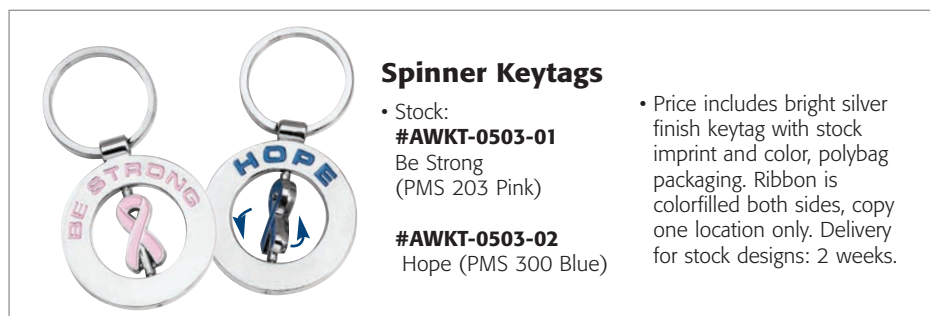 BE STRONG
HOPE
Spinner Keytags
• Stock:
#AWKT-0503-01
Be Strong
(PMS 203 Pink)
#AWKT-0503-02
Hope (PMS 300 Blue)
• Price includes bright silver
finish keytag with stock
imprint and color, polybag
packaging. Ribbon is
colorfilled both sides, copy
one location only. Delivery
for stock designs: 2 weeks.